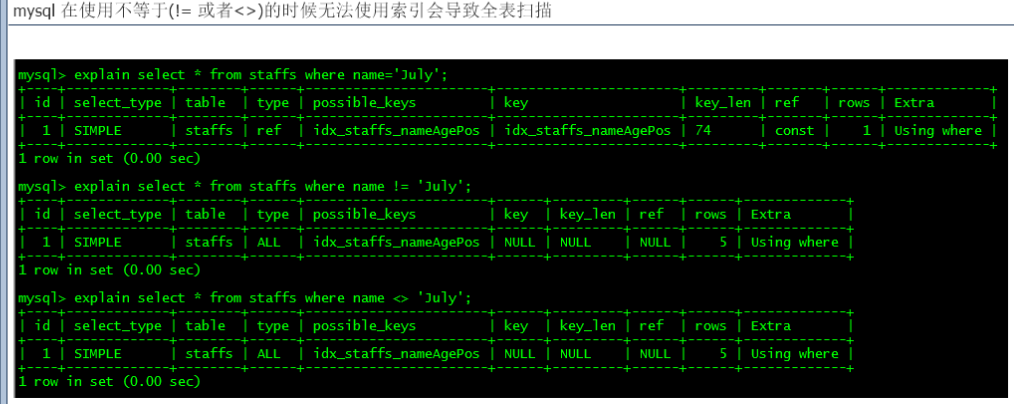 mysql 在使用不等于(!= 或者<>)的时候无法使用索引会导致全表扫描
mysql> explain select * from staffs where name='July';
+----+-------------+--------+------+-----------------------+-----------------------+---------+-------+------+-------------+
| id | select_type | table | type | possible_keys | key | key_len | ref | rows | Extra |
+----+-------------+--------+------+-----------------------+-----------------------+---------+-------+------+-------------+
| 1 | SIMPLE | staffs | ref | idx_staffs_nameAgePos | idx_staffs_nameAgePos | 74 | const | 1 | Using where |
+----+-------------+--------+------+-----------------------+-----------------------+---------+-------+------+-------------+
1 row in set (0.00 sec)
mysql> explain select * from staffs where name != 'July';
+----+-------------+--------+------+-----------------------+------+---------+------+------+-------------+
| id | select_type | table | type | possible_keys | key | key_len | ref | rows | Extra |
+----+-------------+--------+------+-----------------------+------+---------+------+------+-------------+
| 1 | SIMPLE | staffs | ALL | idx_staffs_nameAgePos | NULL | NULL | NULL | 5 | Using where |
+----+-------------+--------+------+-----------------------+------+---------+------+------+-------------+
1 row in set (0.00 sec)
mysql> explain select * from staffs where name <> 'July';
+----+-------------+--------+------+-----------------------+------+---------+------+------+-------------+
| id | select_type | table | type | possible_keys | key | key_len | ref | rows | Extra |
+----+-------------+--------+------+-----------------------+------+---------+------+------+-------------+
| 1 | SIMPLE | staffs | ALL | idx_staffs_nameAgePos | NULL | NULL | NULL | 5 | Using where |
+----+-------------+--------+------+-----------------------+------+---------+------+------+-------------+
1 row in set (0.00 sec)